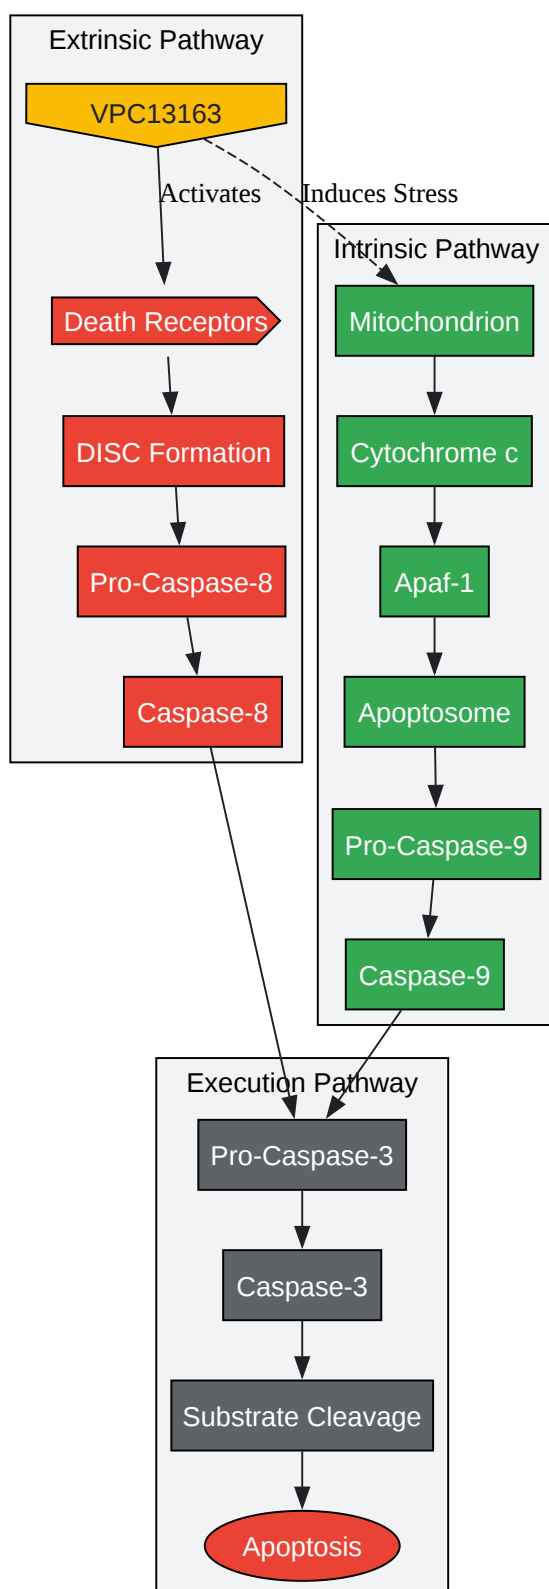 Extrinsic Pathway
VPC13163
Activates
Induces Stress
Death Receptors
DISC Formation
Pro-Caspase-8
Caspase-8
Intrinsic Pathway
Mitochondrion
Cytochrome c
Apaf-1
Apoptosome
Pro-Caspase-9
Caspase-9
Execution Pathway
Pro-Caspase-3
Caspase-3
Substrate Cleavage
Apoptosis